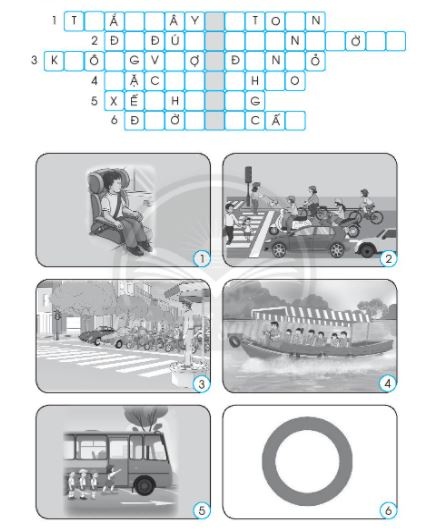 1 T Ắ Â Y T O N
2 Đ Đ Ú N Ờ
3 K Ô G V Ợ Đ N Ỏ
4 Ặ C H O
5 X Ế H G
6 Đ Ờ C Ấ
1
2
3
4
5
6